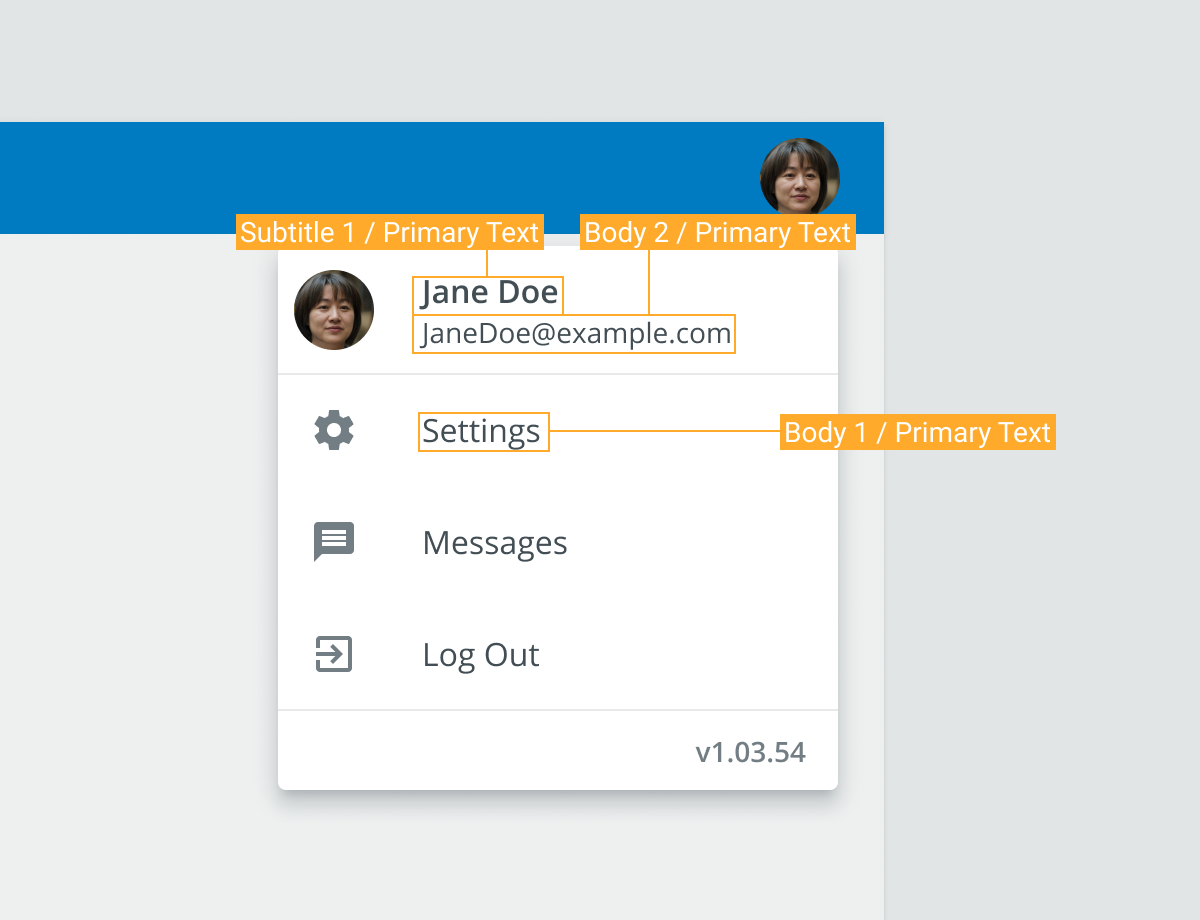 Subtitle 1 / Primary Text
Body 2 / Primary Text
Jane Doe
JaneDoe@example.com
Settings
Body 1 / Primary Text
Messages
Log Out
v1.03.54